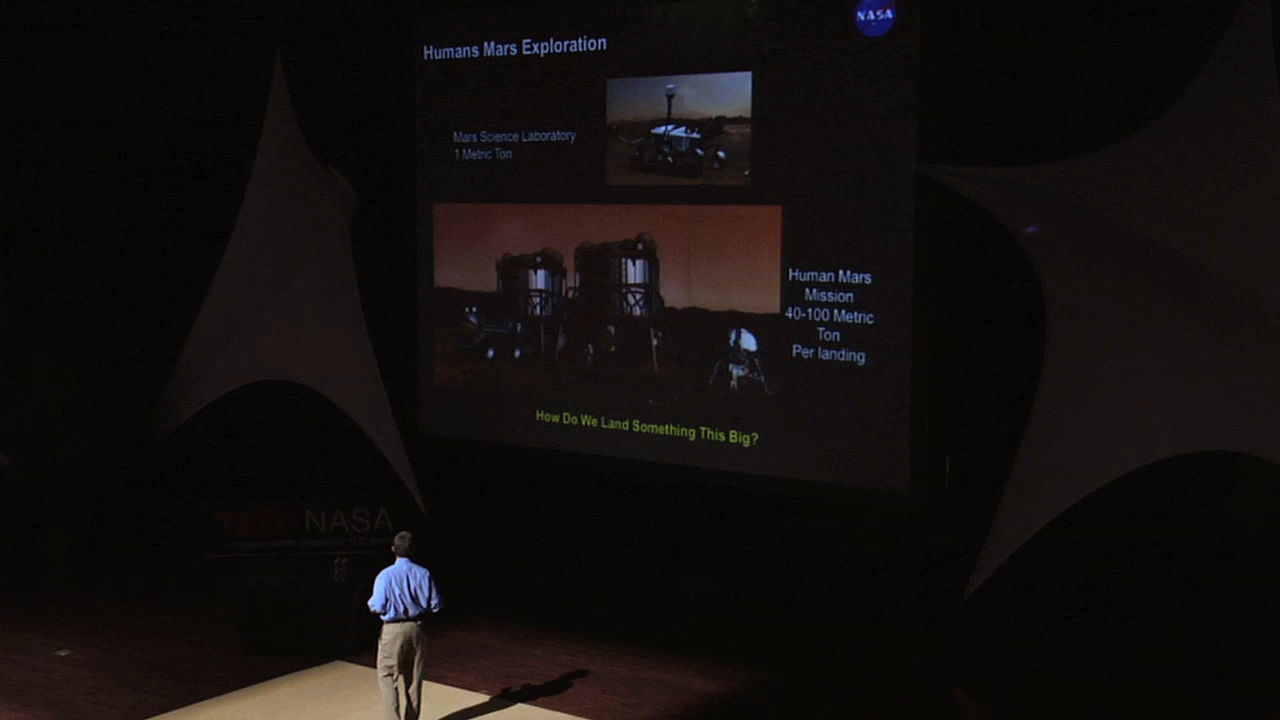 NASA
Humans Mars Exploration
Mars Science Laboratory
1 Metric Ton
Human Mars
Mission
40-100 Metric
Ton
Per landing
How Do We Land Something This Big?
NASA